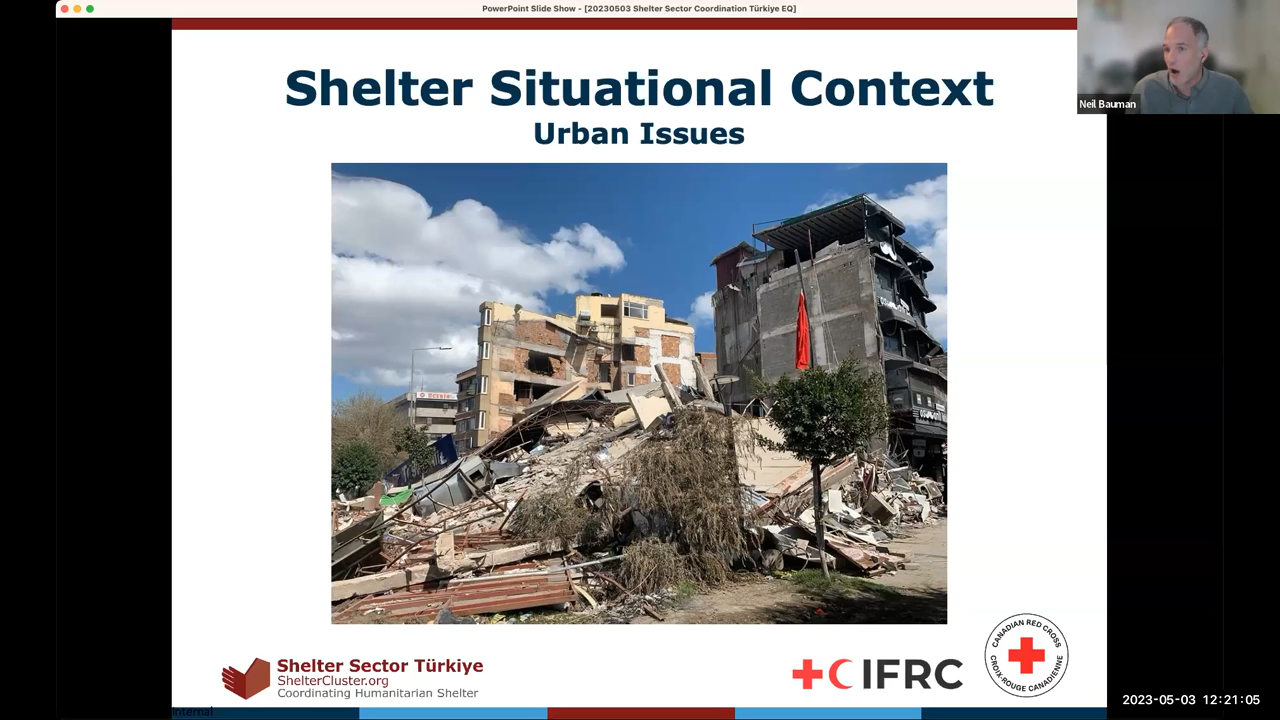 PowerPoint Slide Show - [20230503 Shelter Sector Coordination Türkiye EQ]
Neil Bauman
Shelter Situational Context
Urban Issues
Shelter Sector Türkiye
ShelterCluster.org
Coordinating Humanitarian Shelter
IFRC
CANADIAN RED CROSS
CROIX-ROUGE CANADIENNE
2023-05-03 12:21:05
Internal